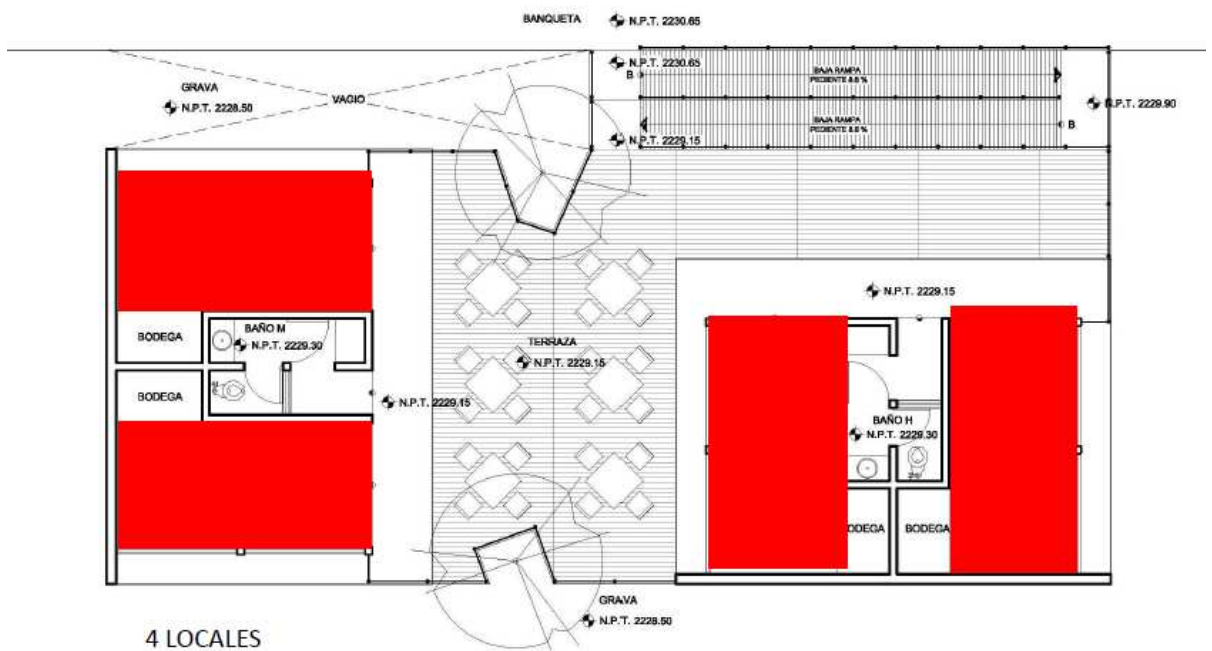 BANQUETA
N.P.T. 2230.65
N.P.T. 2230.65
B
BAJA RAMPA
GRAVA
VACIO
N.P.T. 2228.50
N.P.T. 2229.90
BAJA RAMPA
B
N.P.T. 2229.15
N.P.T. 2229.15
BODEGA
BAÑO M
N.P.T. 2229.30
TERRAZA
N.P.T. 2229.15
BODEGA
N.P.T. 2229.15
BAÑO H
N.P.T. 2229.30
BODEGA
BODEGA
GRAVA
N.P.T. 2228.50
4 LOCALES